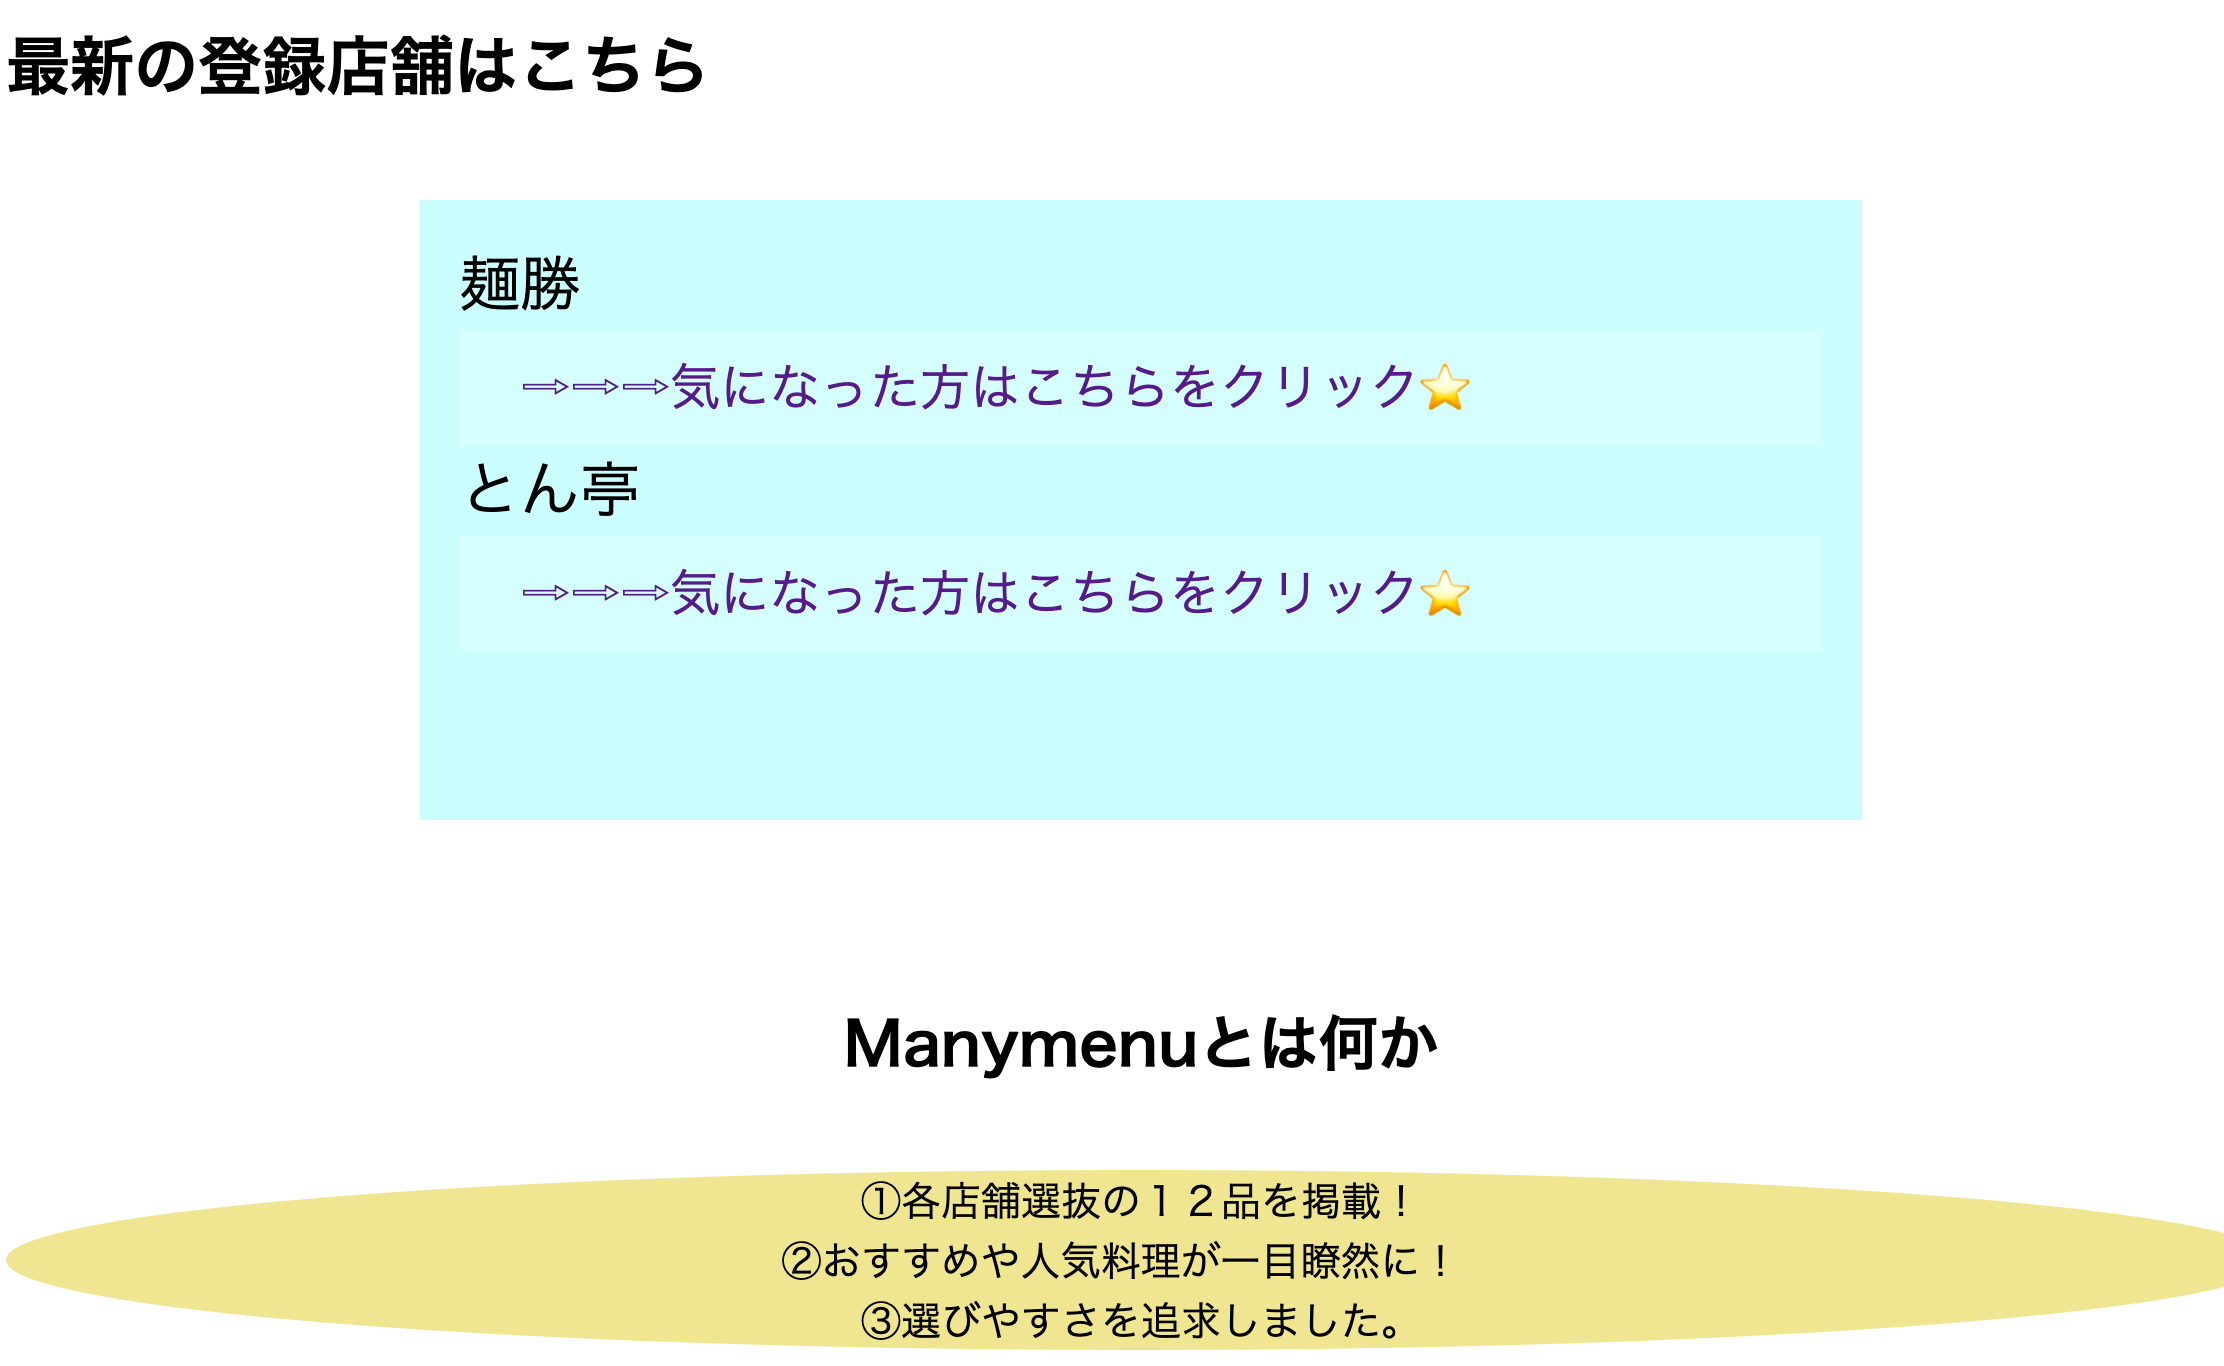 最新の登録店舗はこちら
麺勝
⇨⇨⇨気になった方はこちらをクリック⭐
とん亭
⇨⇨⇨気になった方はこちらをクリック⭐
Manymenuとは何か
①各店舗選抜の１２品を掲載！
②おすすめや人気料理が一目瞭然に！
③選びやすさを追求しました。